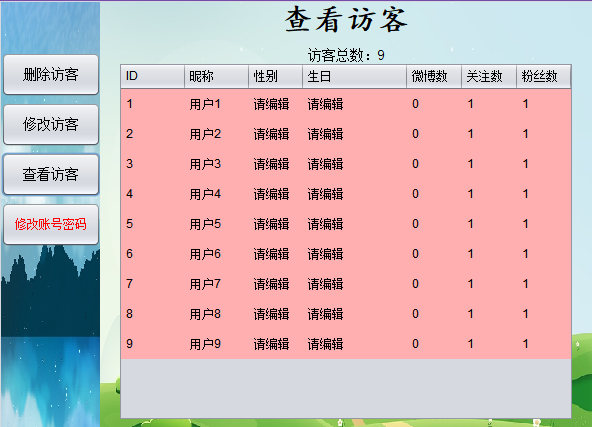 查看访客
访客总数：9
删除访客
修改访客
查看访客
修改账号密码
ID 昵称 性别 生日 微博数 关注数 粉丝数
1 用户1 请编辑 请编辑 0 1 1
2 用户2 请编辑 请编辑 0 1 1
3 用户3 请编辑 请编辑 0 1 1
4 用户4 请编辑 请编辑 0 1 1
5 用户5 请编辑 请编辑 0 1 1
6 用户6 请编辑 请编辑 0 1 1
7 用户7 请编辑 请编辑 0 1 1
8 用户8 请编辑 请编辑 0 1 1
9 用户9 请编辑 请编辑 0 1 1